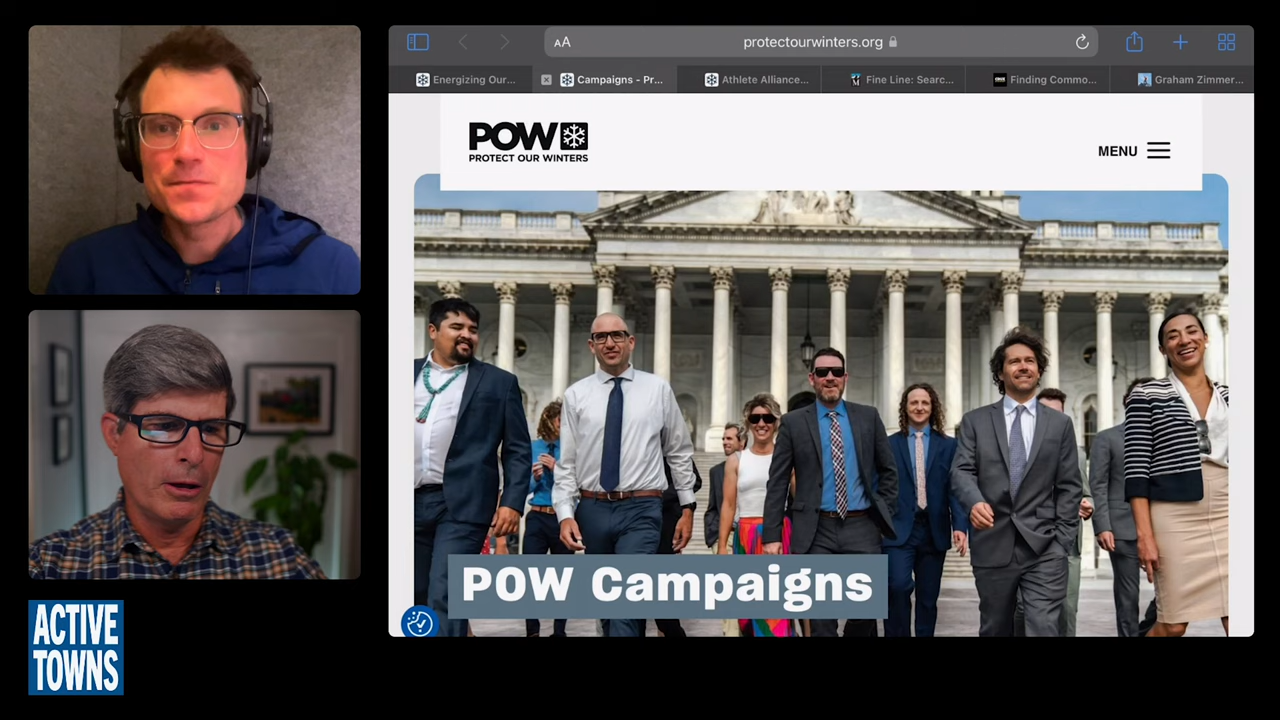 AA
protectourwinters.org
Energizing Our...
Campaigns - Pr...
Athlete Alliance...
Fine Line: Searc...
Finding Commo...
Graham Zimmer...
POW
PROTECT OUR WINTERS
MENU
POW Campaigns
ACTIVE
TOWNS